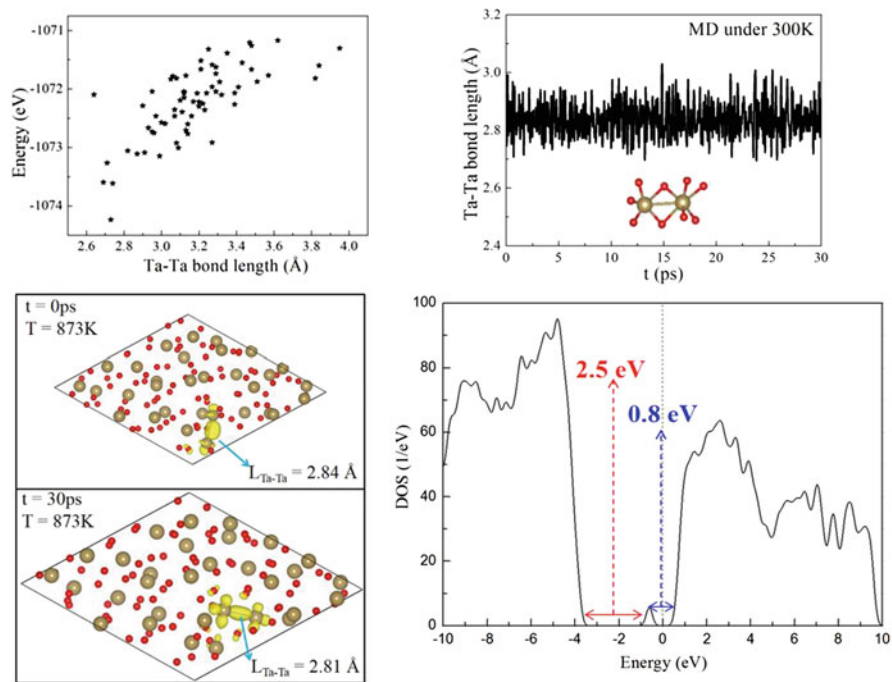 -1071
-1072
-1073
-1074
Energy (eV)
2.6 2.8 3.0 3.2 3.4 3.6 3.8 4.0
Ta-Ta bond length (Å)
MD under 300K
3.2
3.0
2.8
2.6
2.4
Ta-Ta bond length (Å)
0 5 10 15 20 25 30
t (ps)
t = 0ps
T = 873K
L_Ta-Ta = 2.84 Å
t = 30ps
T = 873K
L_Ta-Ta = 2.81 Å
100
80
60
40
20
0
DOS (1/eV)
2.5 eV
0.8 eV
-10 -8 -6 -4 -2 0 2 4 6 8 10
Energy (eV)